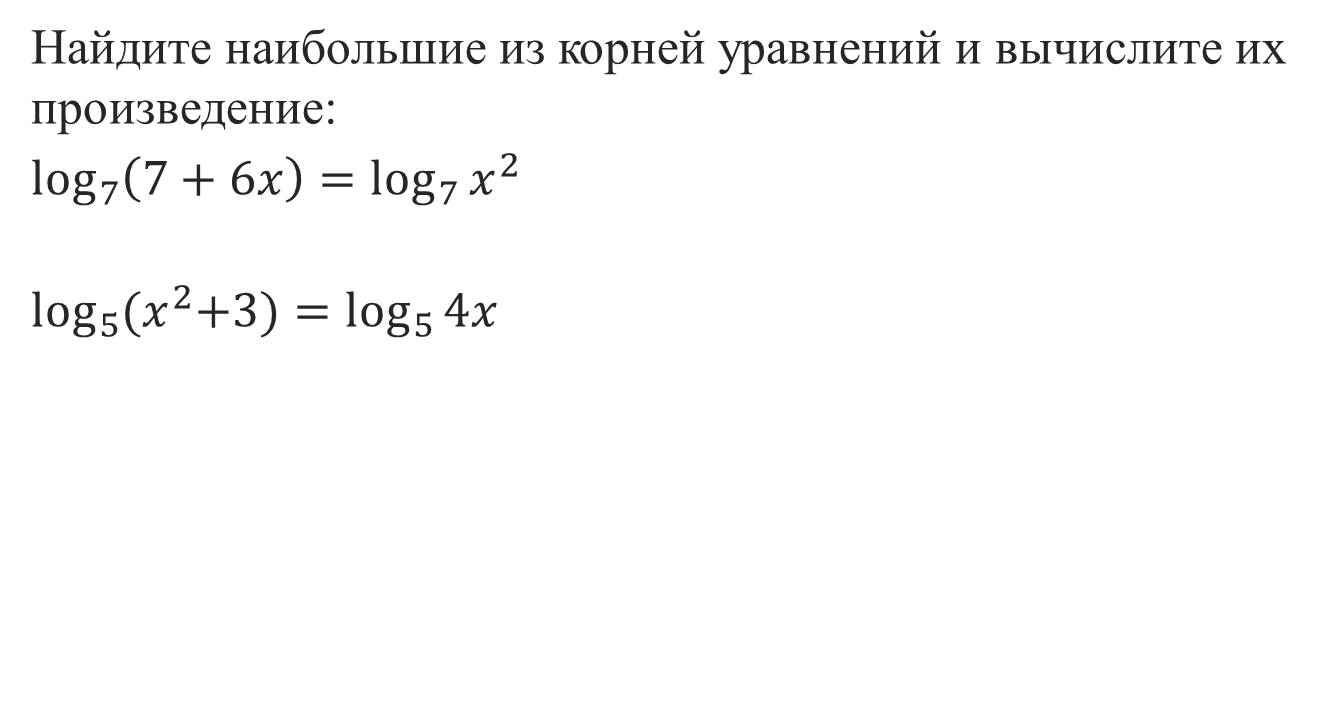 Найдите наибольшие из корней уравнений и вычислите их
произведение:
log₇(7 + 6x) = log₇ x²
log₅(x²+3) = log₅ 4x